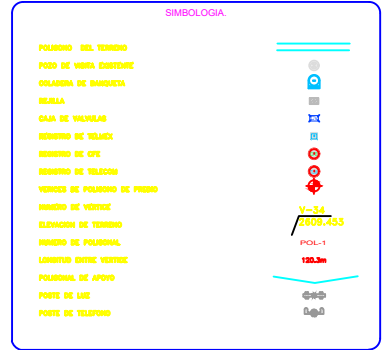 SIMBOLOGIA.
POLIGONO DEL TERRENO
POZO DE VISITA EXISTENTE
COLADERA DE BANQUETA
REJILLA
CAJA DE VALVULAS
REGISTRO DE TELMEX
REGISTRO DE CFE
REGISTRO DE TELECOM
VERTICE DE POLIGONO DE PREDIO
NUMERO DE VERTICE V-34
ELEVACION DE TERRENO 2608.453
NUMERO DE POLIGONAL POL-1
LONGITUD ENTRE VERTICE 120.3m
POLIGONAL DE APOYO
POSTE DE LUZ
POSTE DE TELEFONO